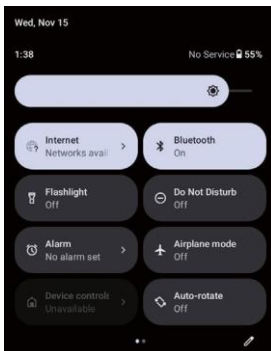 Wed, Nov 15
1:38 No Service 55%
Internet
Networks avai
Bluetooth
On
Flashlight
Off
Do Not Disturb
Off
Alarm
No alarm set
Airplane mode
Off
Device controls
Unavailable
Auto-rotate
Off